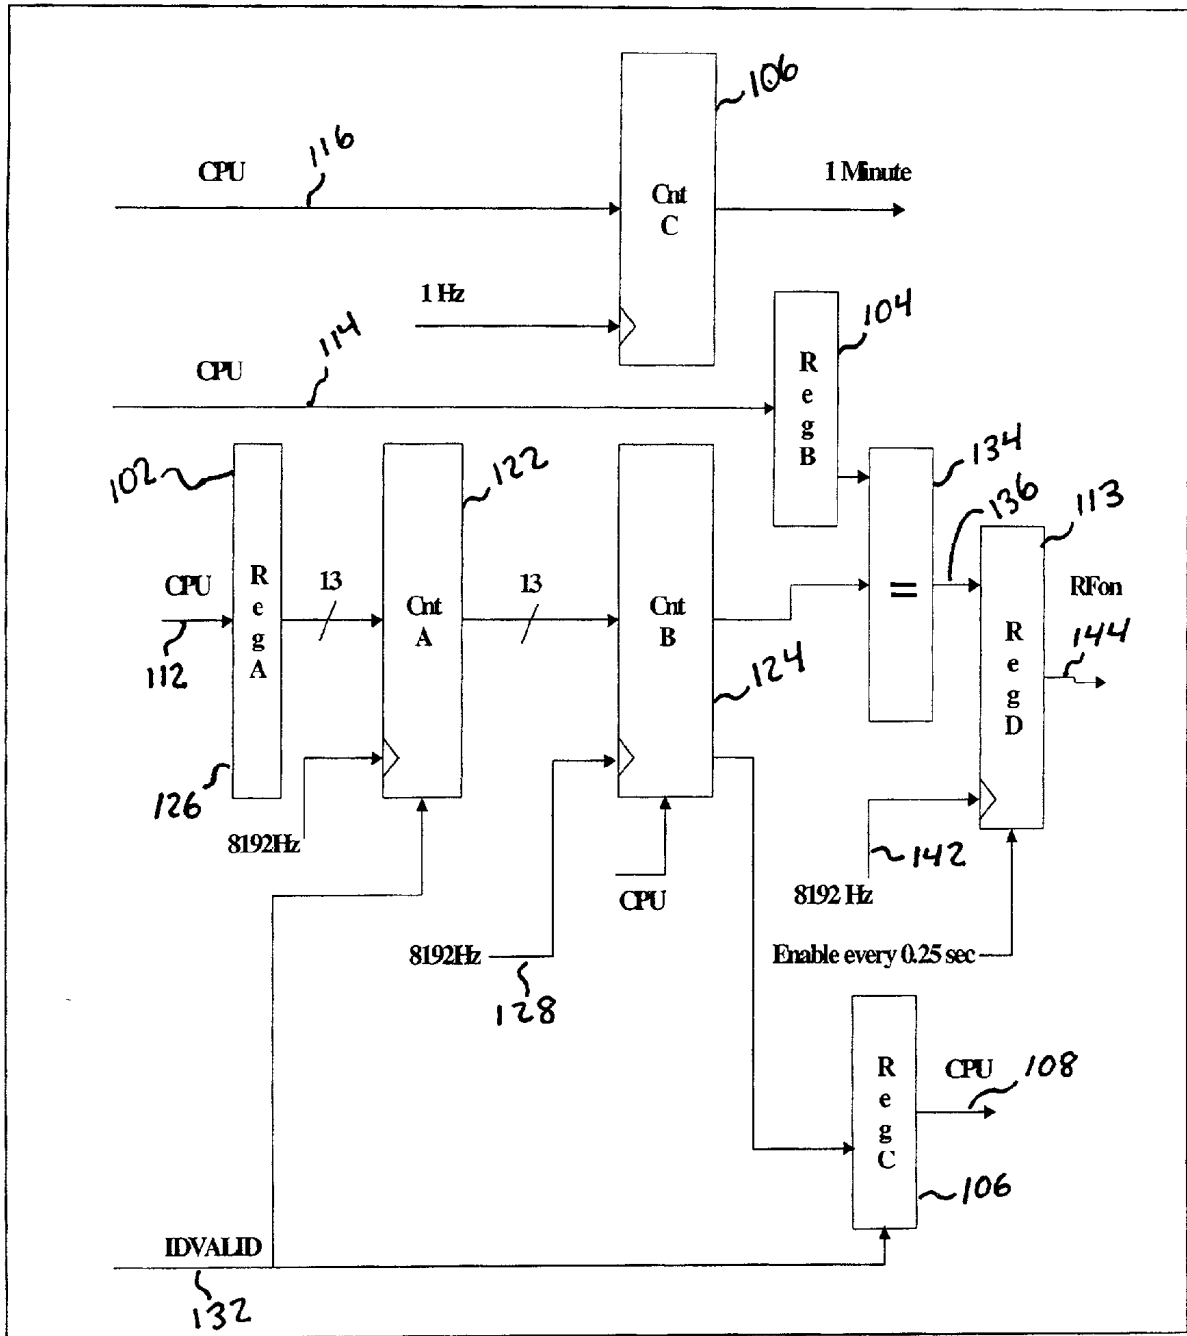 106
CPU
116
1 Minute
Cnt
C
1 Hz
114
104
CPU
R
e
g
B
102
122
134
136
113
CPU
R
e
g
A
13
Cnt
A
13
Cnt
B
=
RFon
R
e
g
D
144
112
124
126
8192Hz
142
CPU
8192 Hz
8192Hz
Enable every 0.25 sec
128
R
e
g
C
CPU
108
106
IDVALID
132